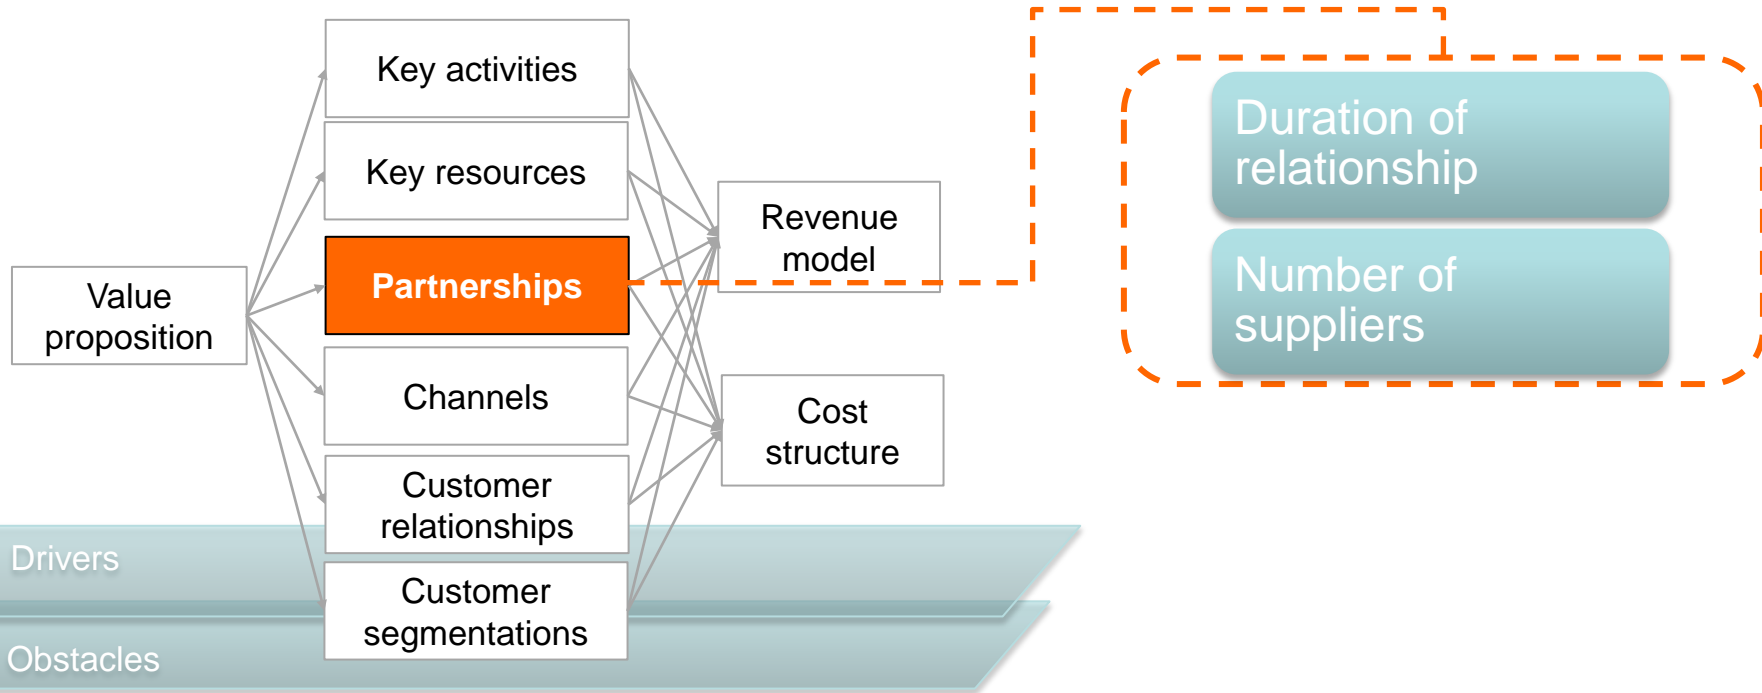 Key activities
Key resources
Partnerships
Value
proposition
Channels
Customer
relationships
Customer
segmentations
Revenue
model
Cost
structure
Duration of
relationship
Number of
suppliers
Drivers
Obstacles